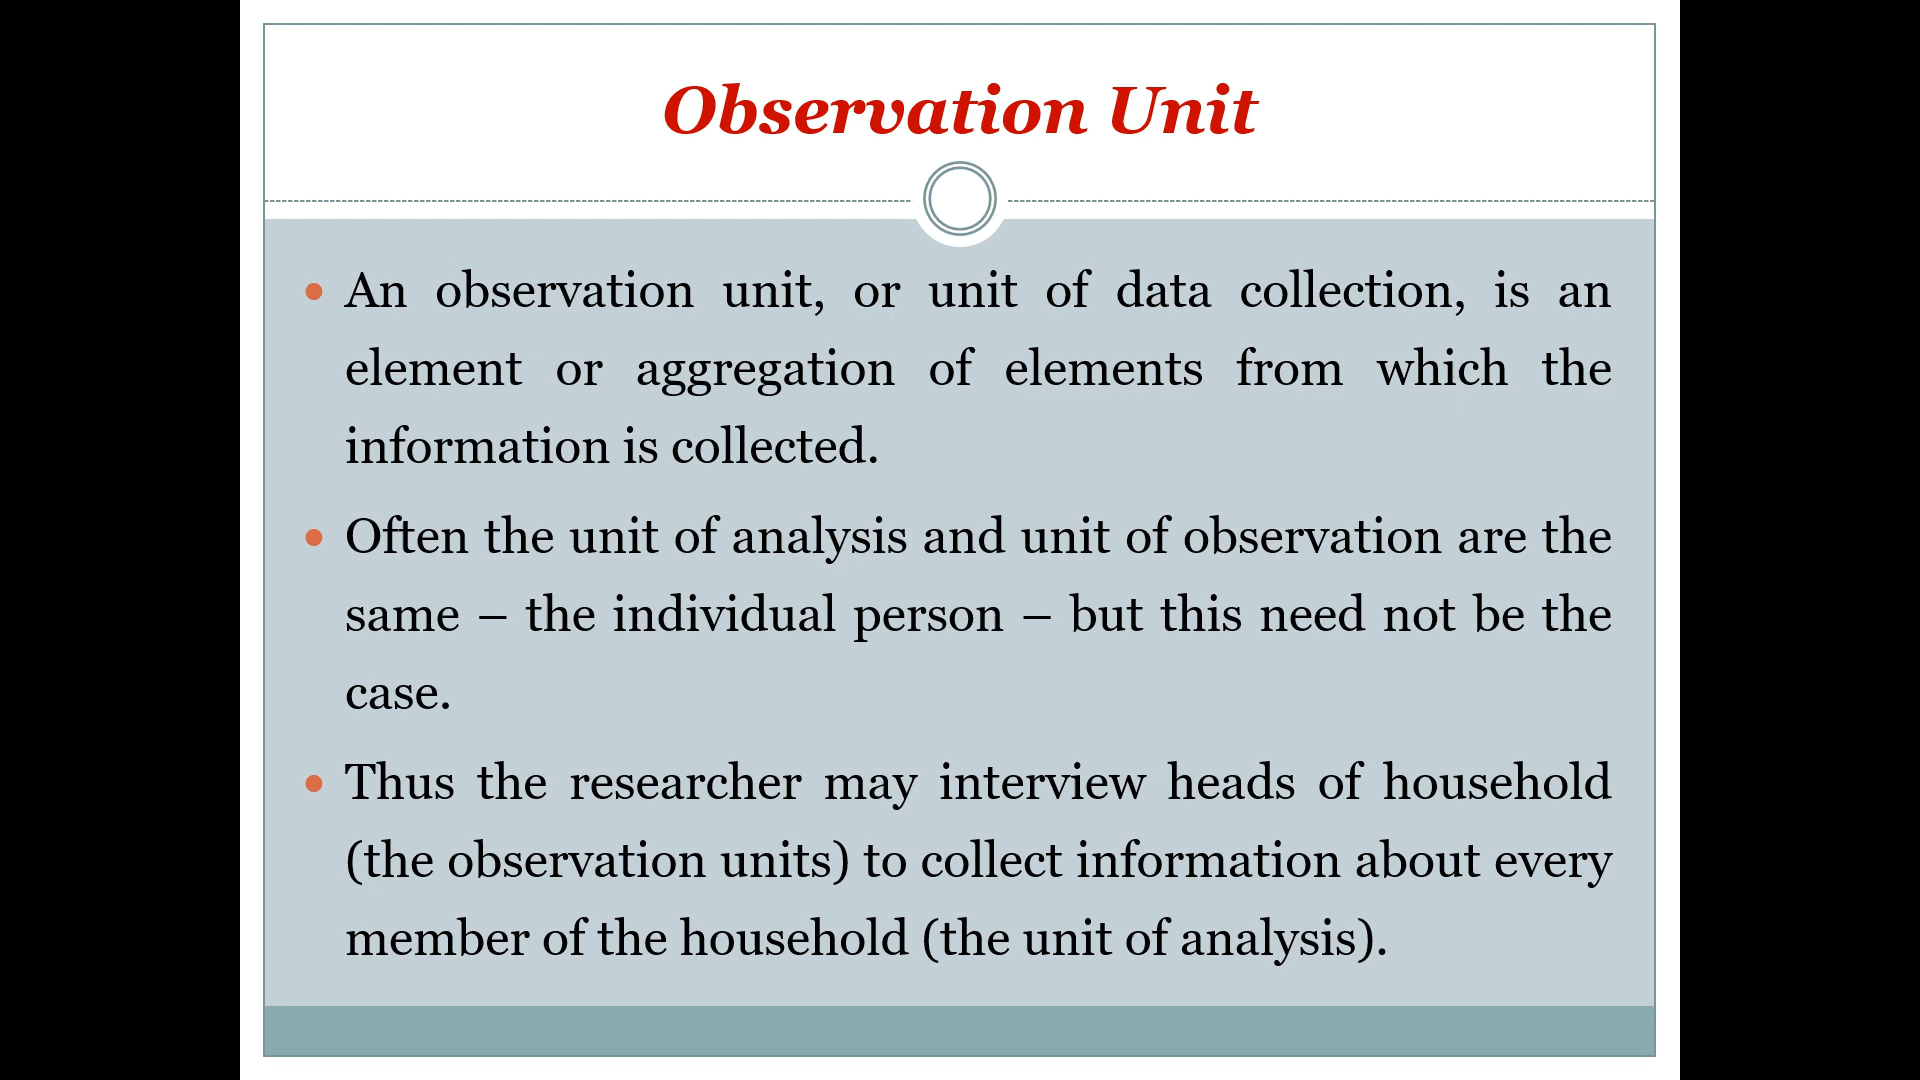 Observation Unit
An observation unit, or unit of data collection, is an
element or aggregation of elements from which the
information is collected.
Often the unit of analysis and unit of observation are the
same – the individual person – but this need not be the
case.
Thus the researcher may interview heads of household
(the observation units) to collect information about every
member of the household (the unit of analysis).